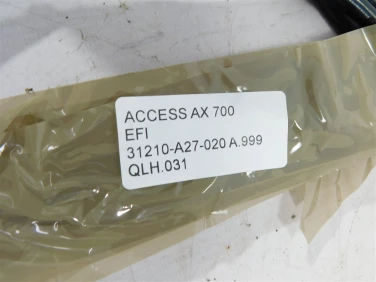 ACCESS AX 700
EFI
31210-A27-020 A.999
QLH.031